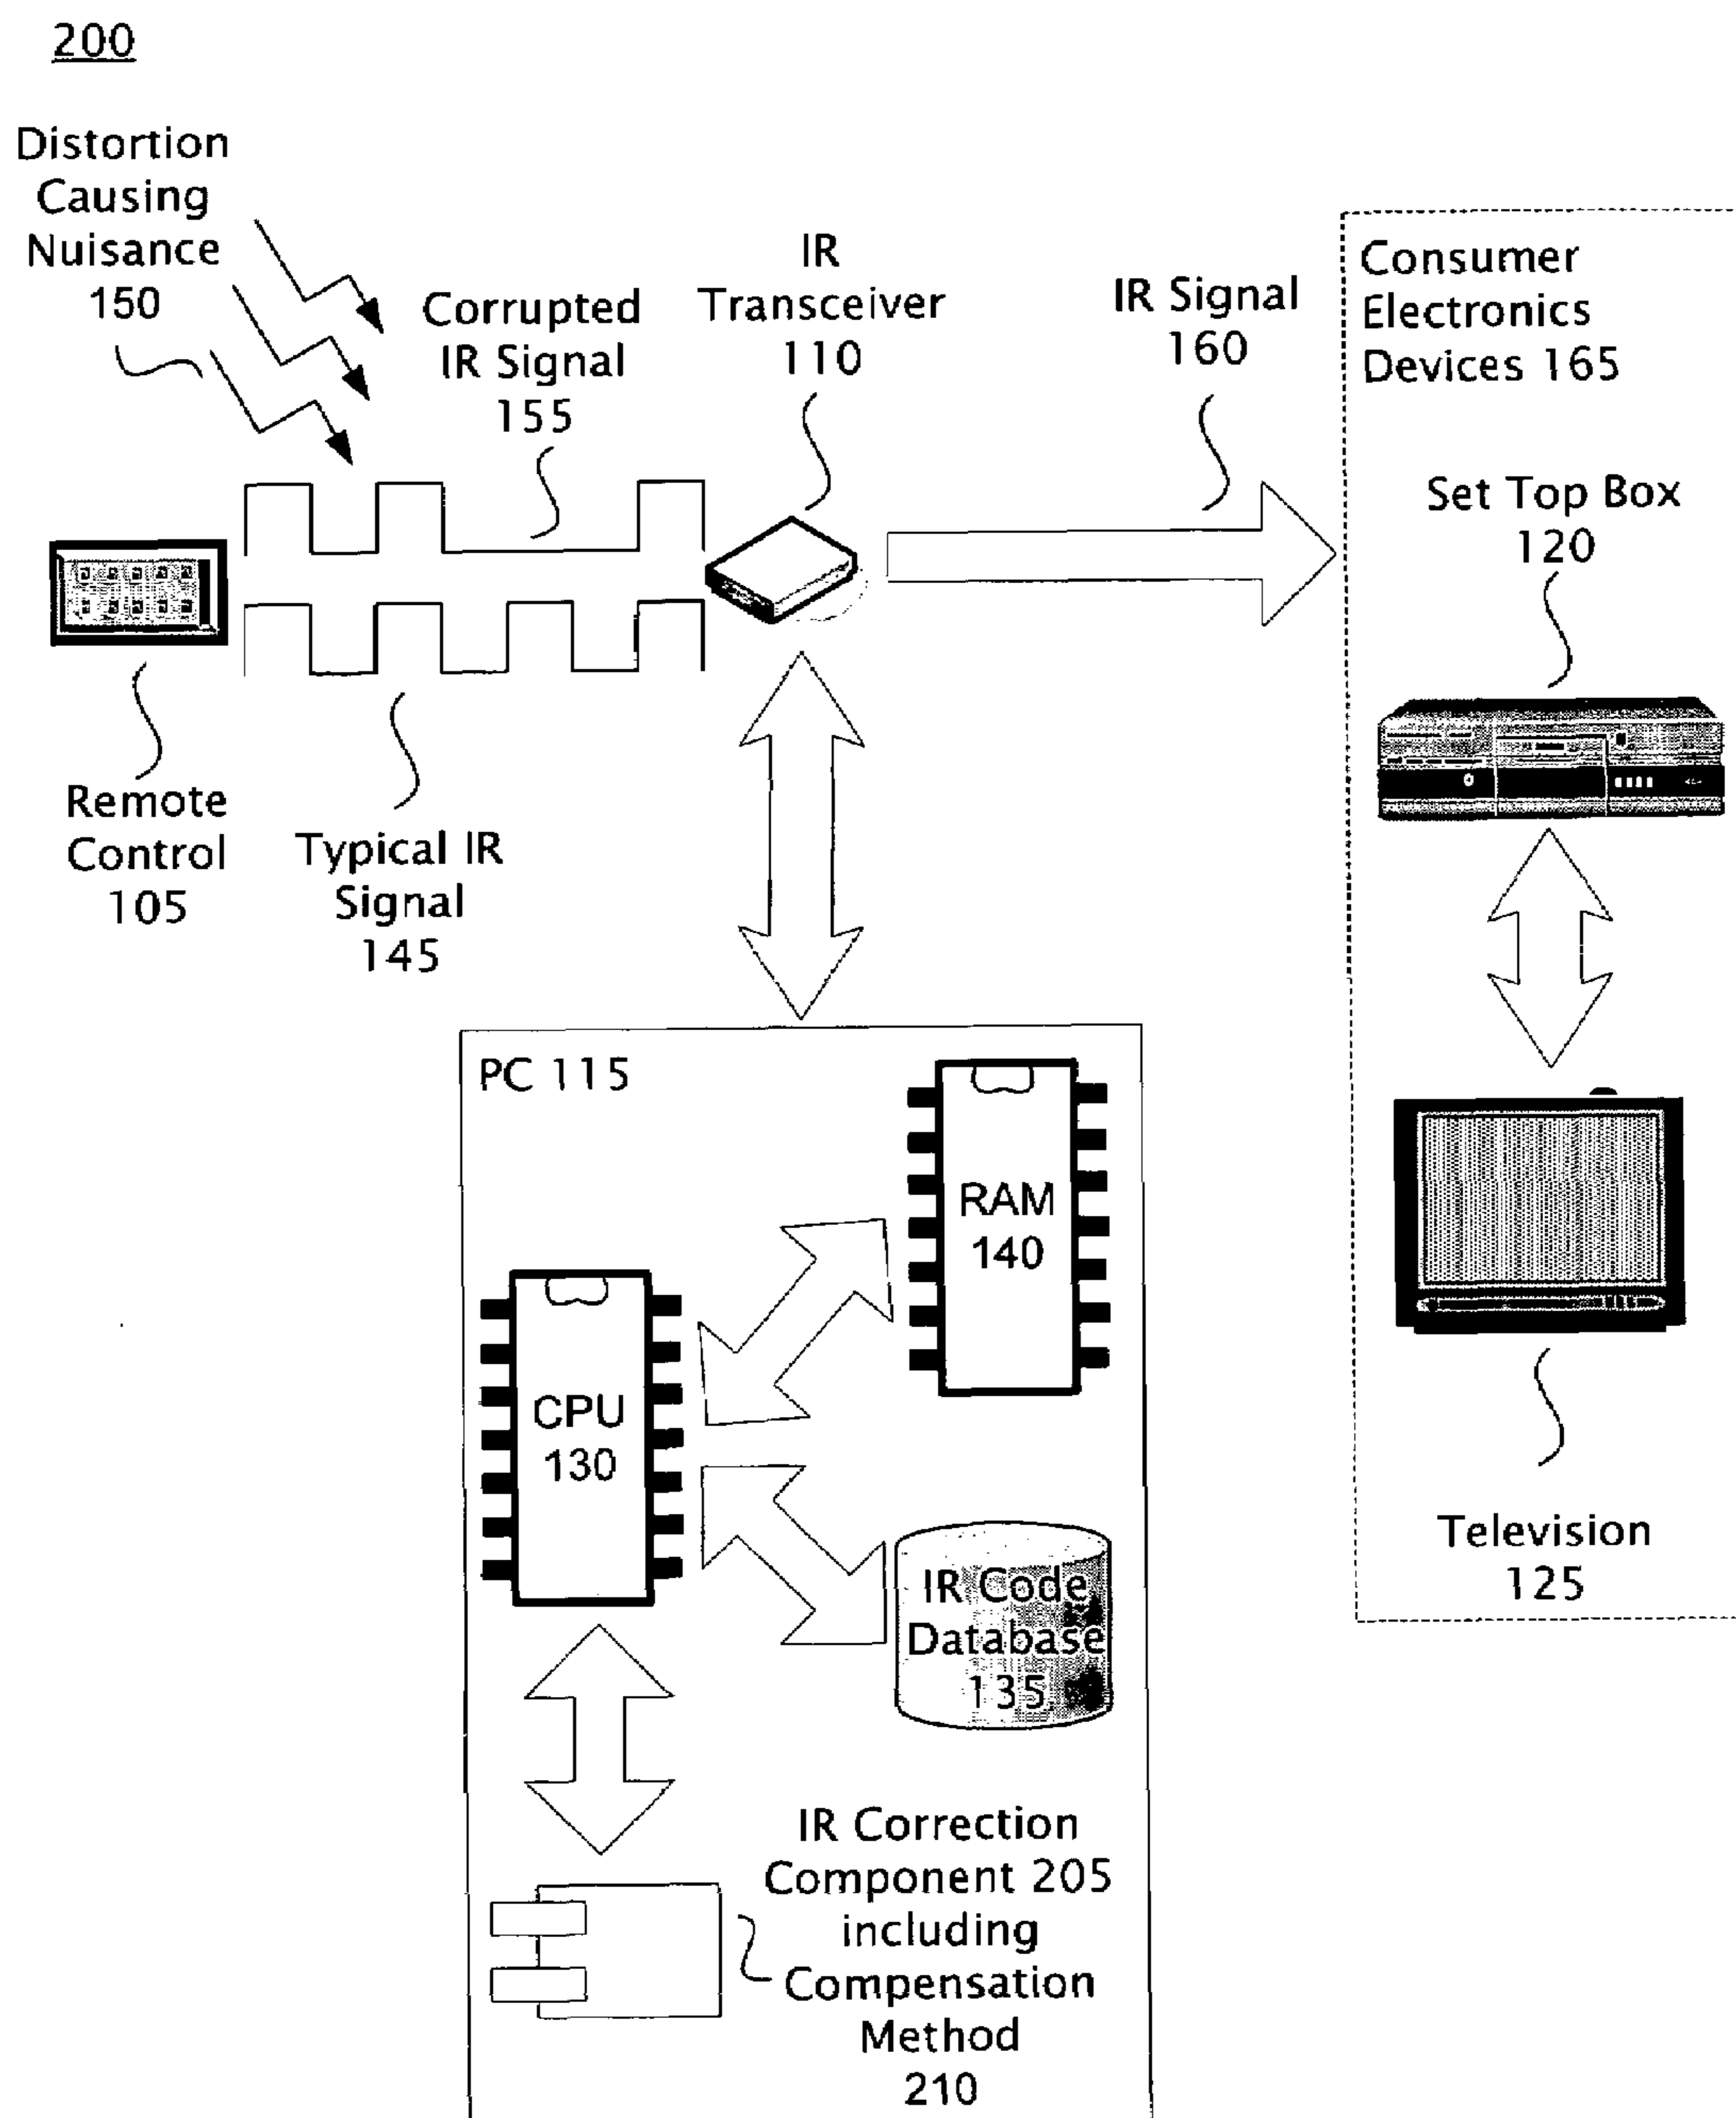 200
Distortion
Causing
Nuisance
150
Corrupted
IR Signal
155
IR
Transceiver
110
IR Signal
160
Consumer
Electronics
Devices 165
Set Top Box
120
Remote
Control
105
Typical IR
Signal
145
PC 115
RAM
140
CPU
130
IR Code
Database
135
Television
125
IR Correction
Component 205
including
Compensation
Method
210